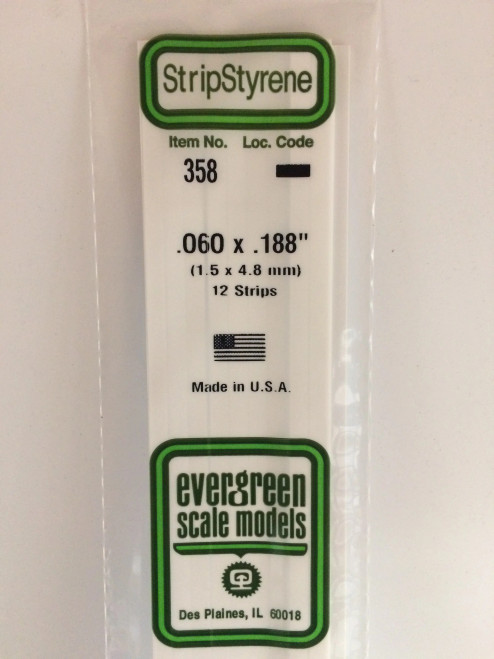 StripStyrene
Item No. Loc. Code
358
.060 x .188"
(1.5 x 4.8 mm)
12 Strips
Made in U.S.A.
evergreen
scale models
Des Plaines, IL 60018